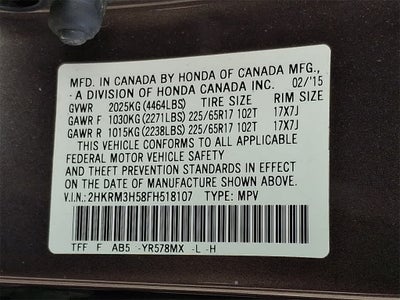 MFD. IN CANADA BY HONDA OF CANADA MFG.,
A DIVISION OF HONDA CANADA INC. 02/'15
GVWR 2025KG (4464LBS) TIRE SIZE RIM SIZE
GAWR F 1030KG (2271LBS) 225/65R17 102T 17X7J
GAWR R 1015KG (2238LBS) 225/65R17 102T 17X7J
THIS VEHICLE CONFORMS TO ALL APPLICABLE
FEDERAL MOTOR VEHICLE SAFETY
AND THEFT PREVENTION STANDARDS IN EFFECT
ON THE DATE OF MANUFACTURE SHOWN ABOVE.
V.I.N.: 2HKRM3H58FH518107 TYPE: MPV
TFF F AB5 -YR578MX -L -H